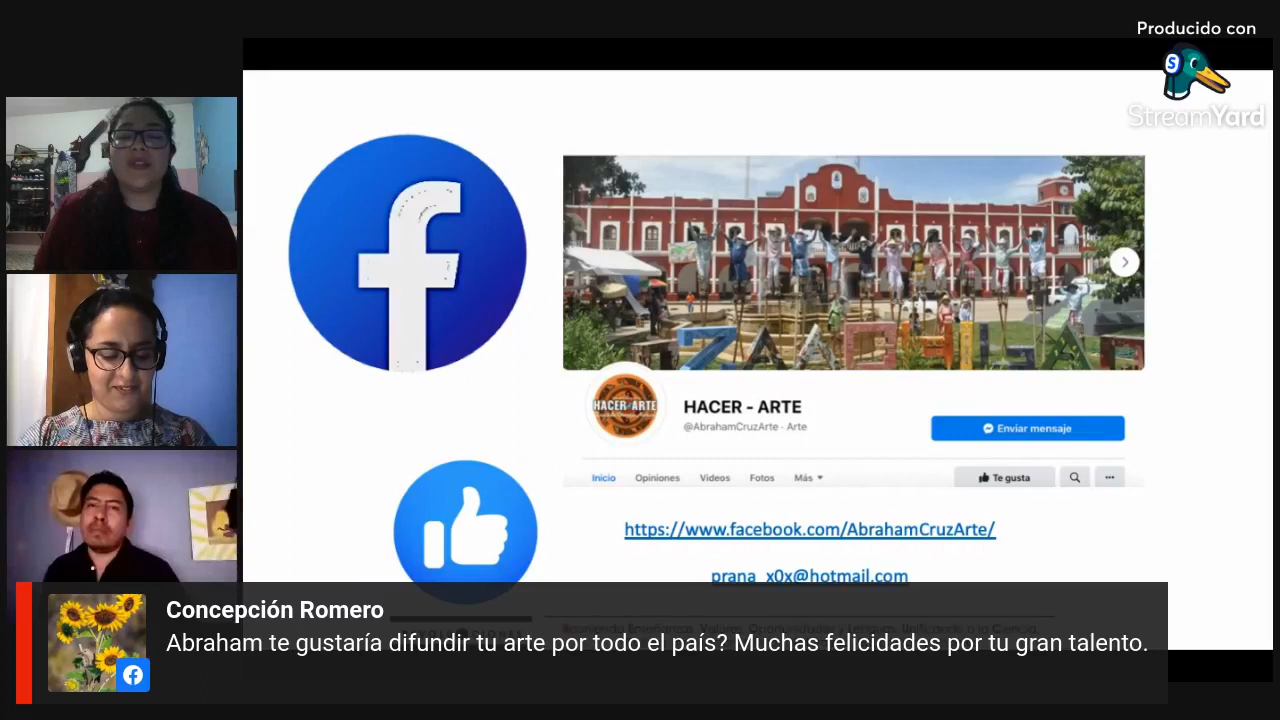 Producido con
StreamYard
HACER-ARTE
HACER - ARTE
@AbrahamCruzArte · Arte
Enviar mensaje
Inicio Opiniones Videos Fotos Más
Te gusta
https://www.facebook.com/AbrahamCruzArte/
prana_x0x@hotmail.com
Concepción Romero
Abraham te gustaría difundir tu arte por todo el país? Muchas felicidades por tu gran talento.